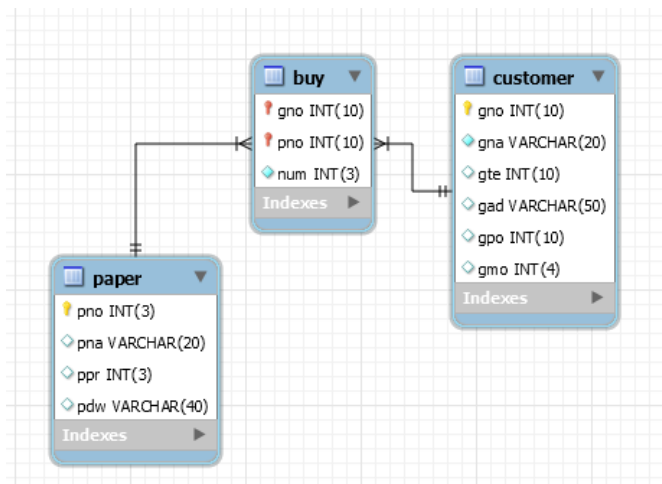 buy
gno INT(10)
pno INT(10)
num INT(3)
Indexes
customer
gno INT(10)
gna VARCHAR(20)
gte INT(10)
gad VARCHAR(50)
gpo INT(10)
gmo INT(4)
Indexes
paper
pno INT(3)
pna VARCHAR(20)
ppr INT(3)
pdw VARCHAR(40)
Indexes